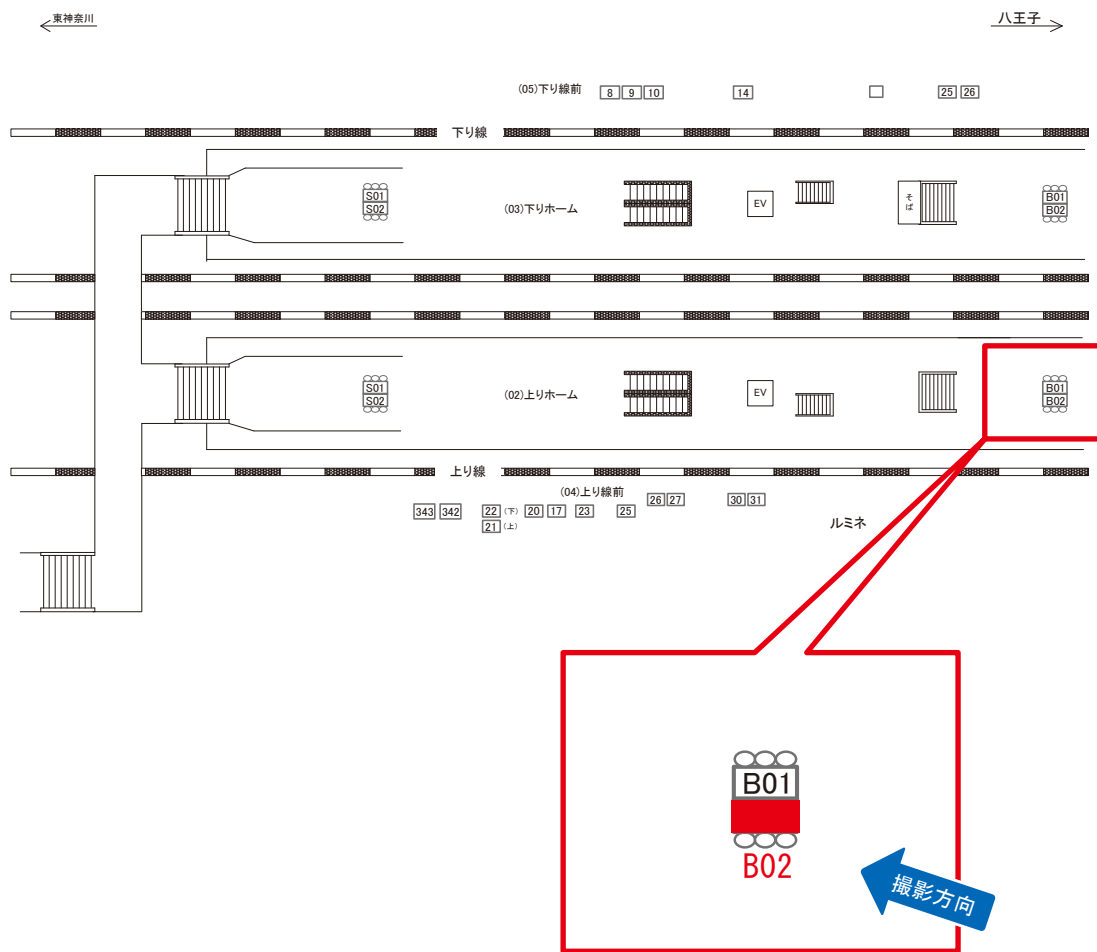 東神奈川
八王子
(05)下り線前 8 9 10 14 25 26
下り線
S01
S02
(03)下りホーム
EV
そば
B01
B02
S01
S02
(02)上りホーム
EV
B01
B02
上り線
(04)上り線前
26 27 30 31
343 342 22 (下) 20 17 23 25
21 (上)
ルミネ
B01
B02
撮影方向